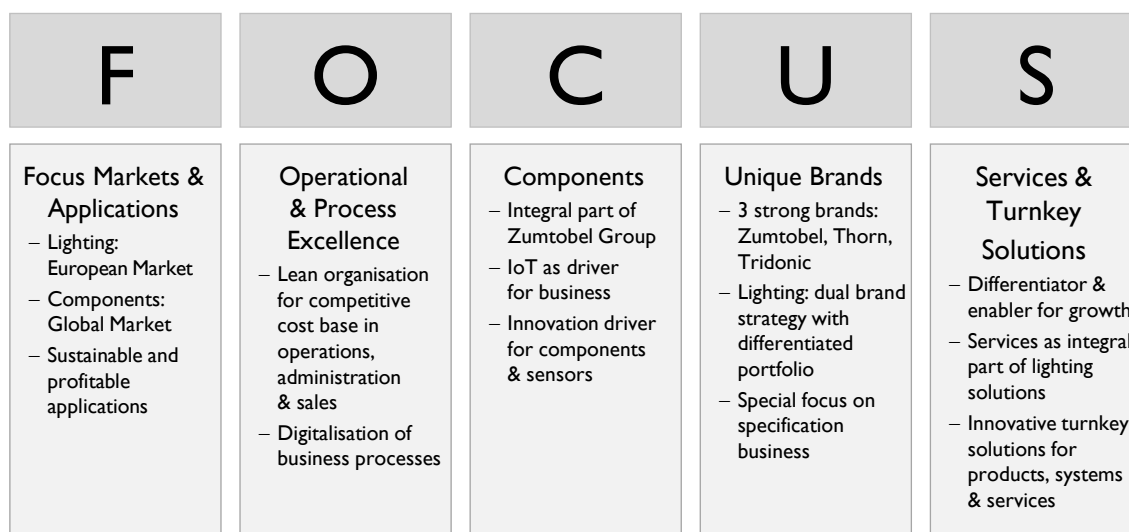 F
O
C
U
S
Focus Markets &
Applications
– Lighting:
European Market
– Components:
Global Market
– Sustainable and
profitable
applications
Operational
& Process
Excellence
– Lean organisation
for competitive
cost base in
operations,
administration
& sales
– Digitalisation of
business processes
Components
– Integral part of
Zumtobel Group
– IoT as driver
for business
– Innovation driver
for components
& sensors
Unique Brands
– 3 strong brands:
Zumtobel, Thorn,
Tridonic
– Lighting: dual brand
strategy with
differentiated
portfolio
– Special focus on
specification
business
Services &
Turnkey
Solutions
– Differentiator &
enabler for growth
– Services as integral
part of lighting
solutions
– Innovative turnkey
solutions for
products, systems
& services